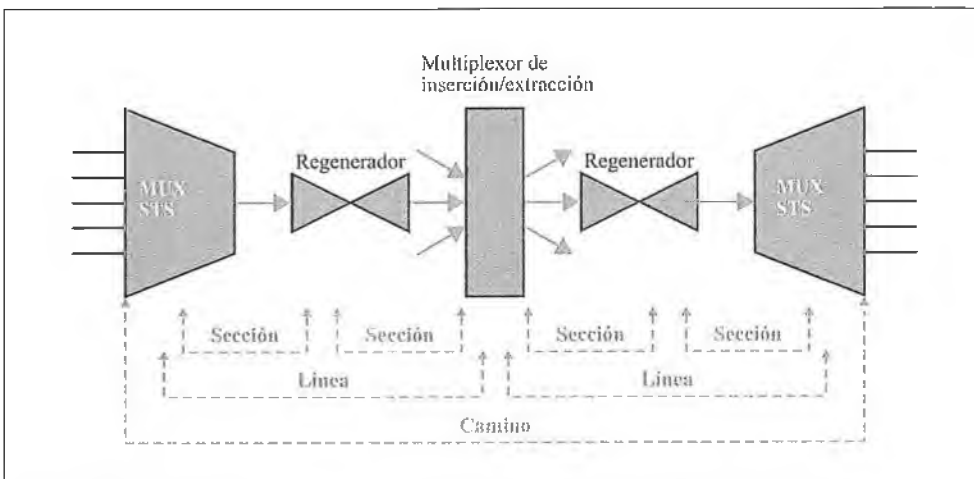 Multiplexor de
inserción/extracción
Regenerador
Regenerador
MUX
STS
MUX
STS
Sección
Sección
Sección
Sección
Línea
Línea
Camino